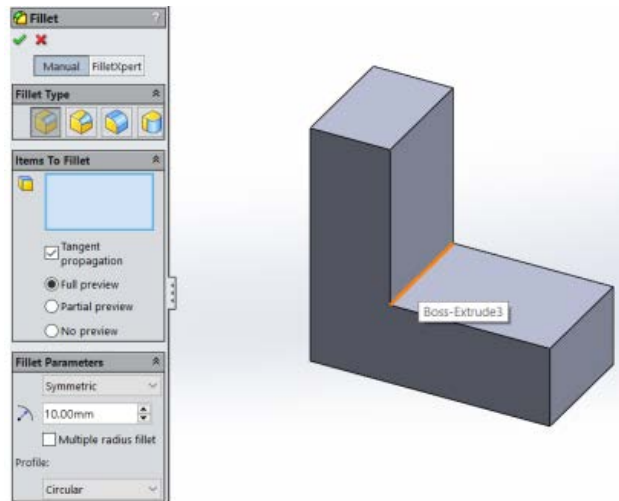 Fillet ?
Manual FilletXpert
Fillet Type
Items To Fillet
Tangent
propagation
Full preview
Partial preview
No preview
Fillet Parameters
Symmetric
10.00mm
Multiple radius fillet
Profile:
Circular
Boss-Extrude3